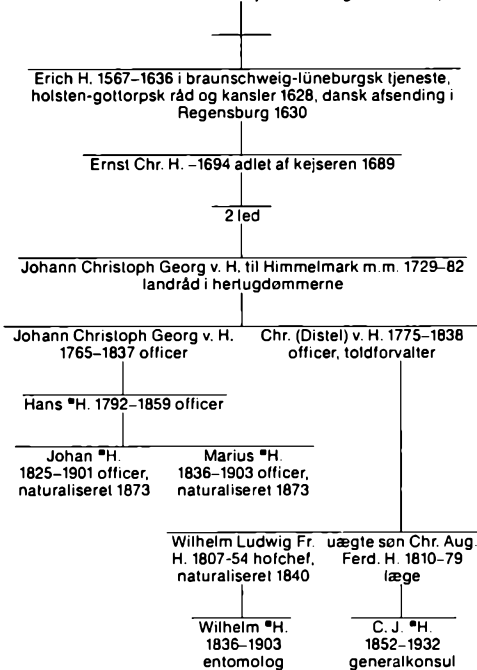 Erich H. 1567–1636 i braunschweig-lüneburgsk tjeneste,
holsten-gottorpsk råd og kansler 1628, dansk afsending i
Regensburg 1630
Ernst Chr. H. –1694 adlet af kejseren 1689
2 led
Johann Christoph Georg v. H. til Himmelmark m.m. 1729–82
landråd i hertugdømmerne
Johann Christoph Georg v. H.
1765–1837 officer
Chr. (Distel) v. H. 1775–1838
officer, toldforvalter
Hans *H. 1792–1859 officer
Johan *H.
1825–1901 officer,
naturaliseret 1873
Marius *H.
1836–1903 officer,
naturaliseret 1873
Wilhelm Ludwig Fr.
H. 1807-54 hofchef,
naturaliseret 1840
uægte søn Chr. Aug.
Ferd. H. 1810–79
læge
Wilhelm *H.
1836–1903
entomolog
C. J. *H.
1852–1932
generalkonsul